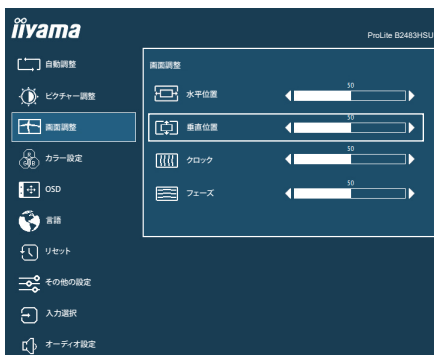 iiyama
ProLite B2483HSU
自動調整
ピクチャー調整
画面調整
カラー設定
OSD
言語
リセット
その他の設定
入力選択
オーディオ設定
画面調整
水平位置
50
垂直位置
50
クロック
50
フェーズ
50